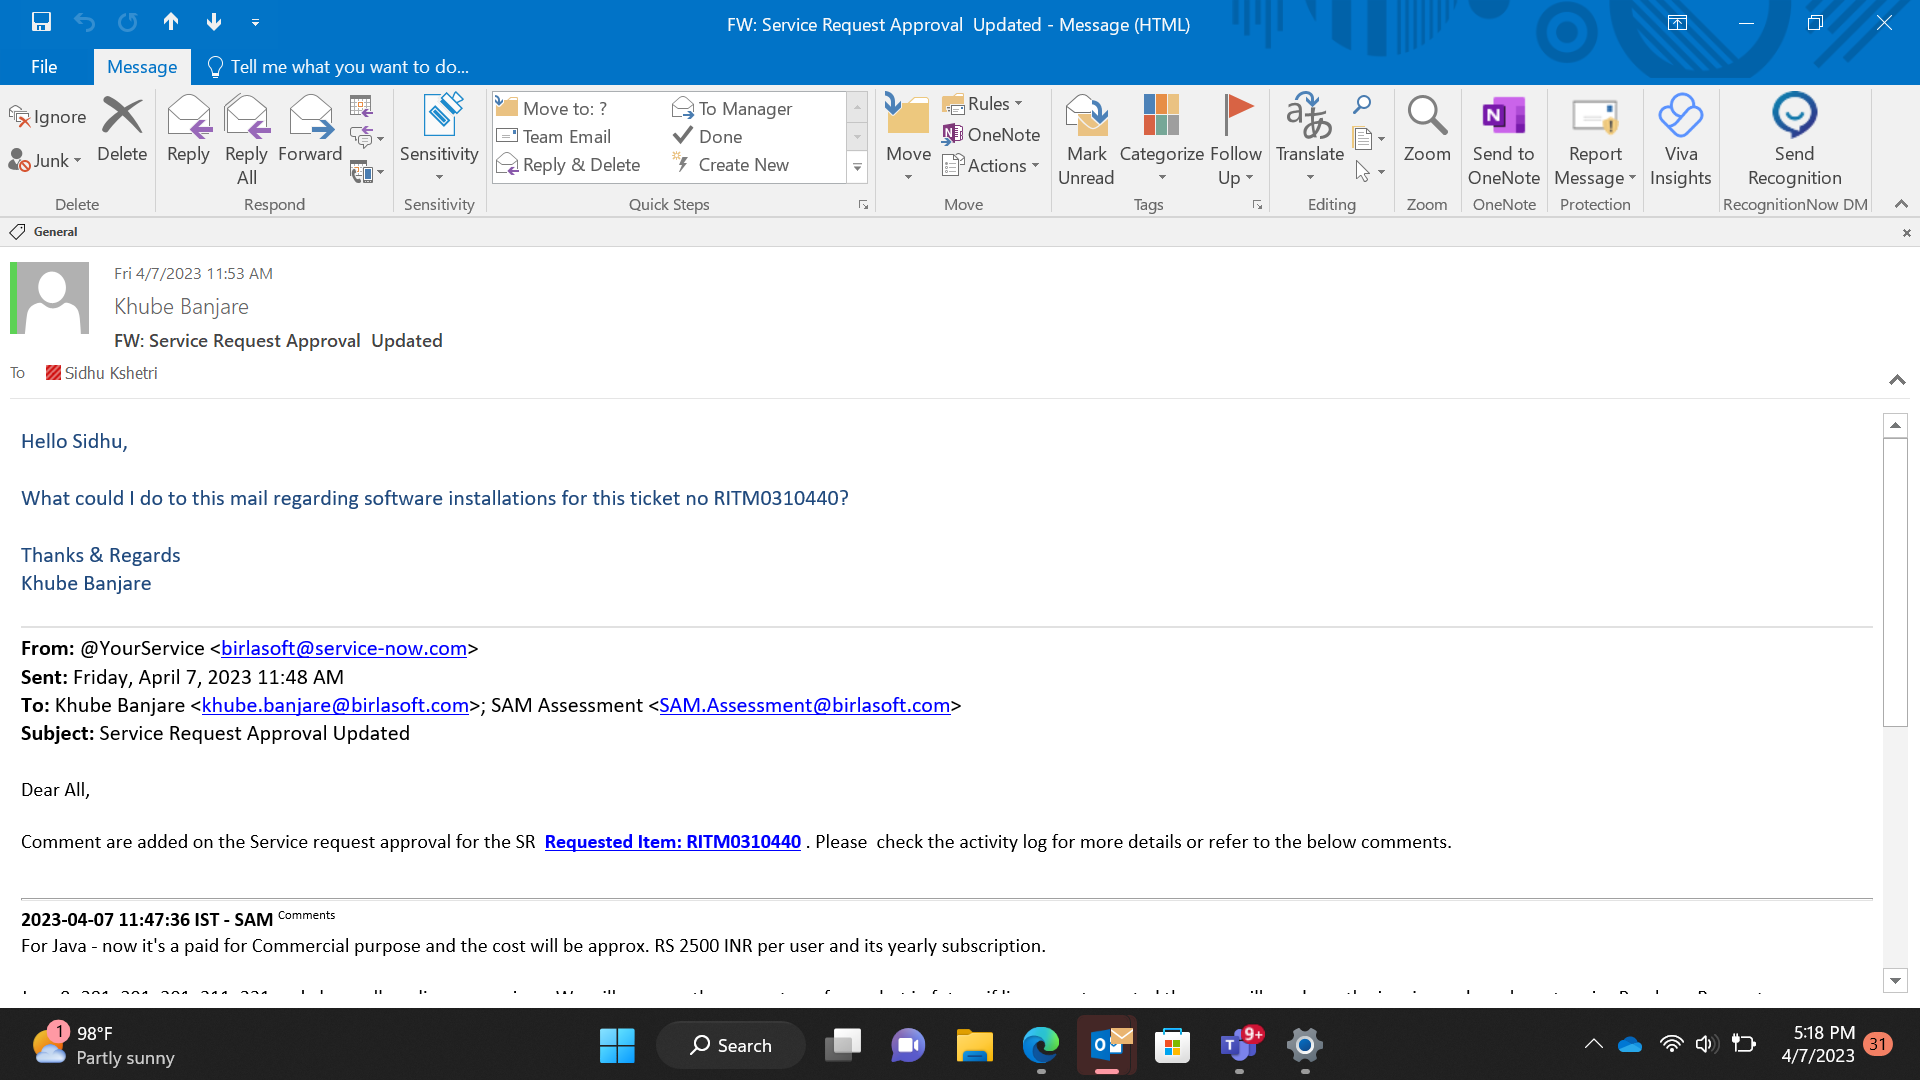 FW: Service Request Approval  Updated - Message (HTML)
File
Message
Tell me what you want to do...
Ignore
Junk
Delete
Reply
Reply All
Forward
Sensitivity
Move to: ?
To Manager
Team Email
Done
Reply & Delete
Create New
Move
Rules
OneNote
Actions
Mark Unread
Categorize
Follow Up
Translate
Zoom
Send to OneNote
Report Message
Viva Insights
Send Recognition
Delete
Respond
Sensitivity
Quick Steps
Move
Tags
Editing
Zoom
OneNote
Protection
RecognitionNow DM
General
Fri 4/7/2023 11:53 AM
Khube Banjare
FW: Service Request Approval  Updated
To Sidhu Kshetri
Hello Sidhu,
What could I do to this mail regarding software installations for this ticket no RITM0310440?
Thanks & Regards
Khube Banjare
From: @YourService <birlasoft@service-now.com>
Sent: Friday, April 7, 2023 11:48 AM
To: Khube Banjare <khube.banjare@birlasoft.com>; SAM Assessment <SAM.Assessment@birlasoft.com>
Subject: Service Request Approval Updated
Dear All,
Comment are added on the Service request approval for the SR  Requested Item: RITM0310440 . Please  check the activity log for more details or refer to the below comments.
2023-04-07 11:47:36 IST - SAM Comments
For Java - now it's a paid for Commercial purpose and the cost will be approx. RS 2500 INR per user and its yearly subscription.
1
98°F
Partly sunny
Search
9+
5:18 PM
4/7/2023
31